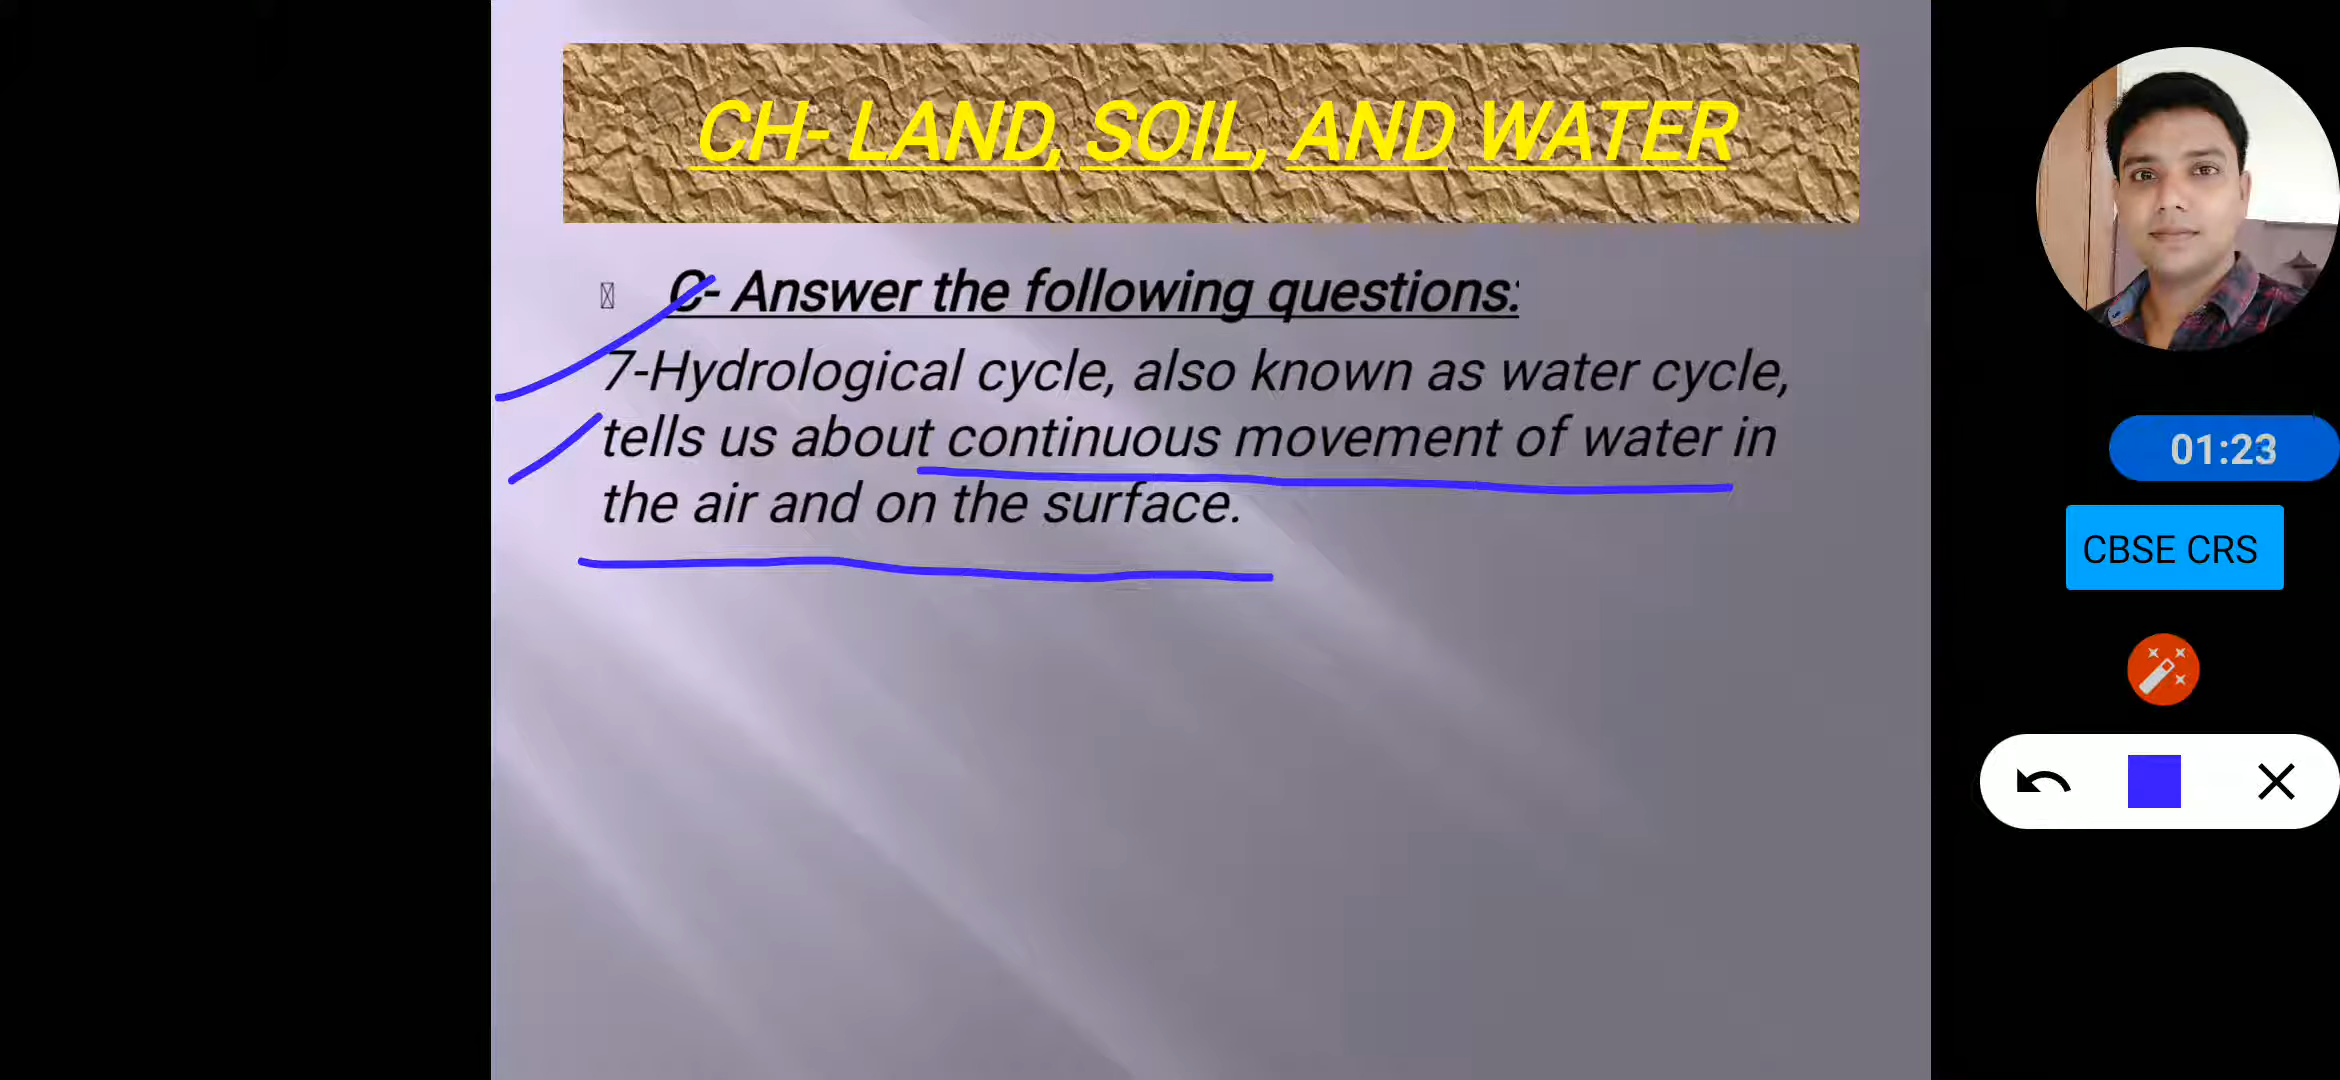 CH- LAND, SOIL, AND WATER
C- Answer the following questions:
7-Hydrological cycle, also known as water cycle,
tells us about continuous movement of water in
the air and on the surface.
01:23
CBSE CRS